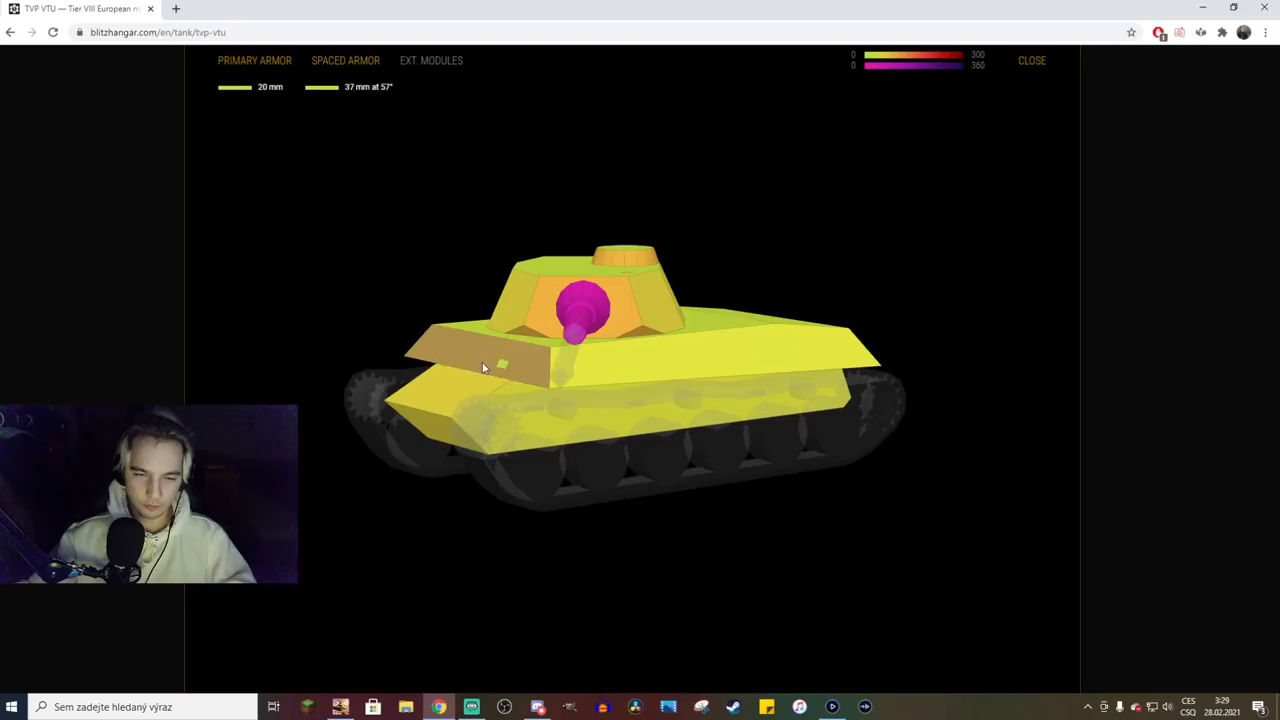 TVP VTU — Tier VIII European m
blitzhangar.com/en/tank/tvp-vtu
PRIMARY ARMOR SPACED ARMOR EXT. MODULES 0 300
0 360 CLOSE
20 mm 37 mm at 57°
Sem zadejte hledaný výraz
CES 3:29
CSQ 28.02.2021